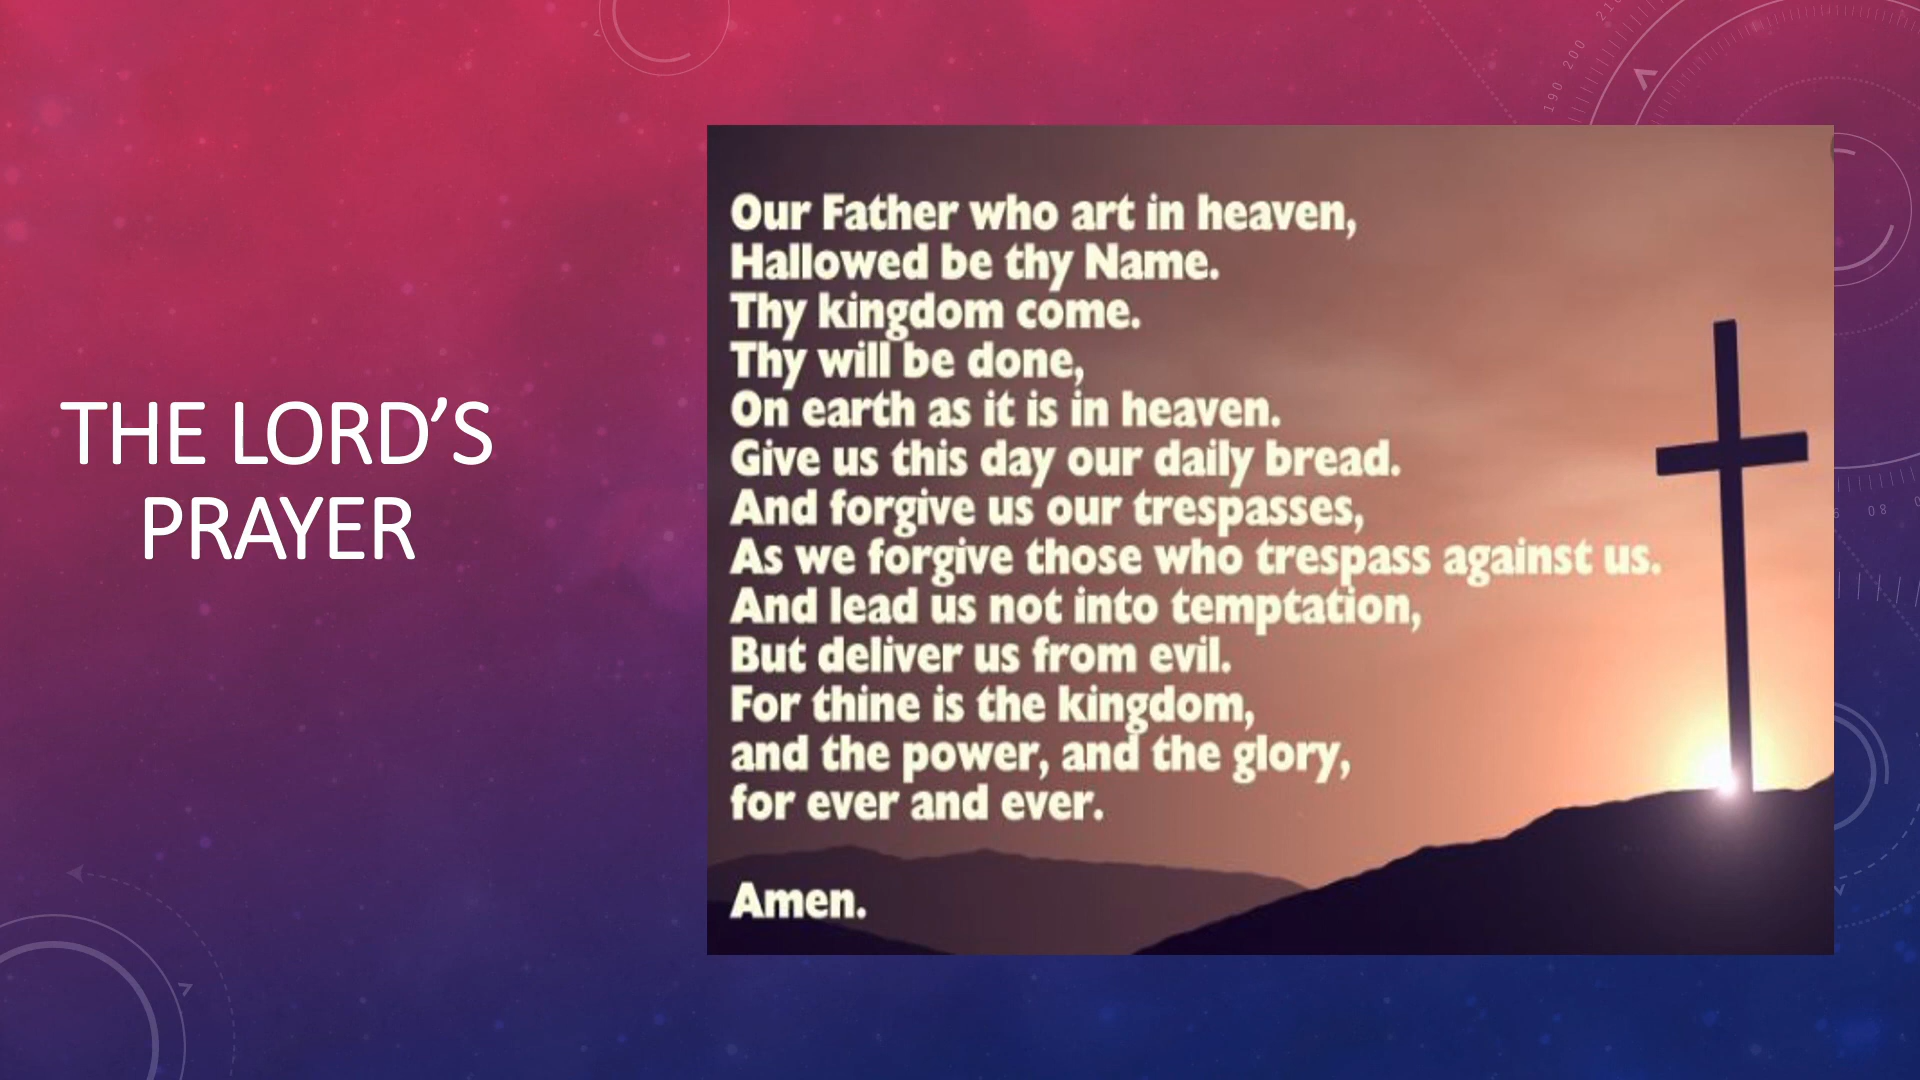 THE LORD’S
PRAYER
Our Father who art in heaven,
Hallowed be thy Name.
Thy kingdom come.
Thy will be done,
On earth as it is in heaven.
Give us this day our daily bread.
And forgive us our trespasses,
As we forgive those who trespass against us.
And lead us not into temptation,
But deliver us from evil.
For thine is the kingdom,
and the power, and the glory,
for ever and ever.
Amen.
190 200
80